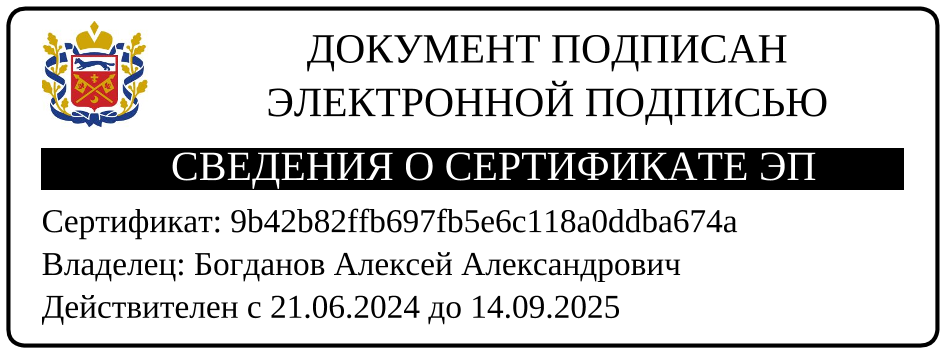 ДОКУМЕНТ ПОДПИСАН
ЭЛЕКТРОННОЙ ПОДПИСЬЮ
СВЕДЕНИЯ О СЕРТИФИКАТЕ ЭП
Сертификат: 9b42b82ffb697fb5e6c118a0ddba674a
Владелец: Богданов Алексей Александрович
Действителен с 21.06.2024 до 14.09.2025